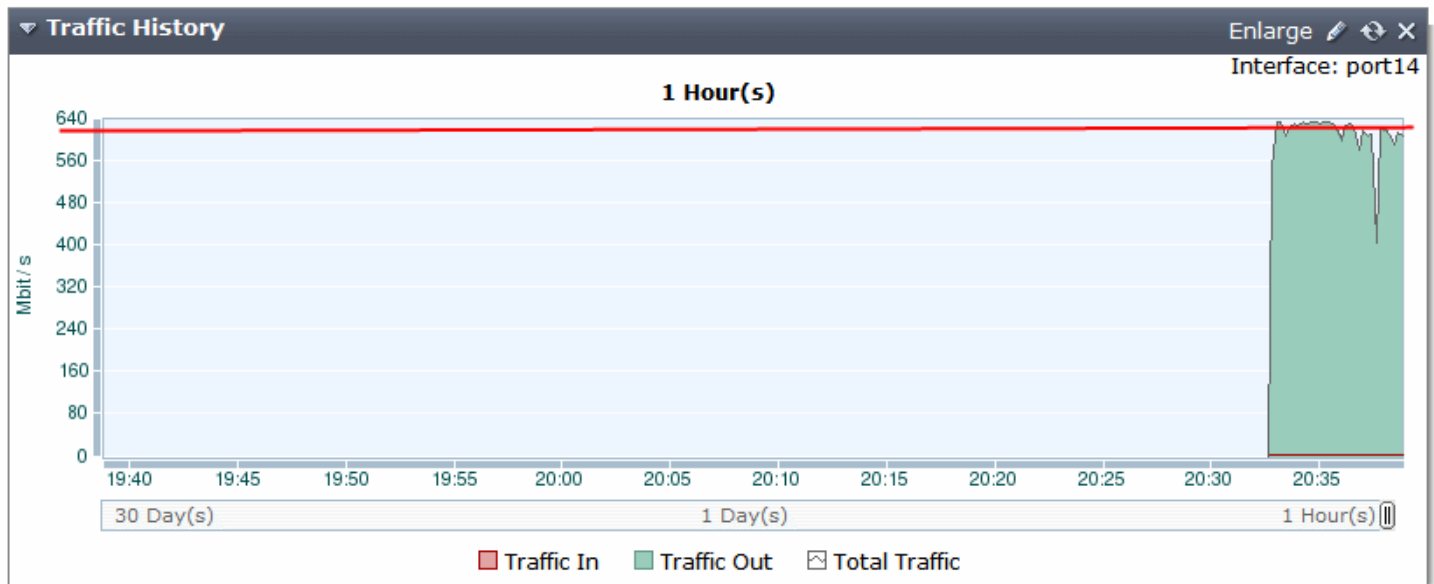 Traffic History
Enlarge
Interface: port14
1 Hour(s)
640
560
480
400
320
240
160
80
0
Mbit/s
19:40 19:45 19:50 19:55 20:00 20:05 20:10 20:15 20:20 20:25 20:30 20:35
30 Day(s) 1 Day(s) 1 Hour(s)
Traffic In Traffic Out Total Traffic